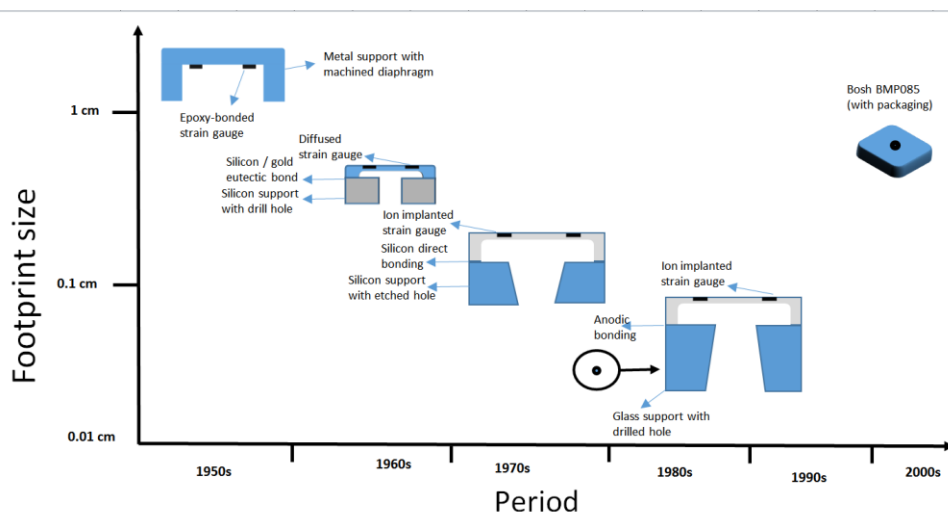 Metal support with
machined diaphragm
Bosh BMP085
(with packaging)
1 cm
Epoxy-bonded
strain gauge
Diffused
strain gauge
Silicon / gold
eutectic bond
Silicon support
with drill hole
Ion implanted
strain gauge
Silicon direct
bonding
Silicon support
with etched hole
Ion implanted
strain gauge
0.1 cm
Anodic
bonding
Glass support with
drilled hole
0.01 cm
Footprint size
1950s
1960s
1970s
1980s
1990s
2000s
Period